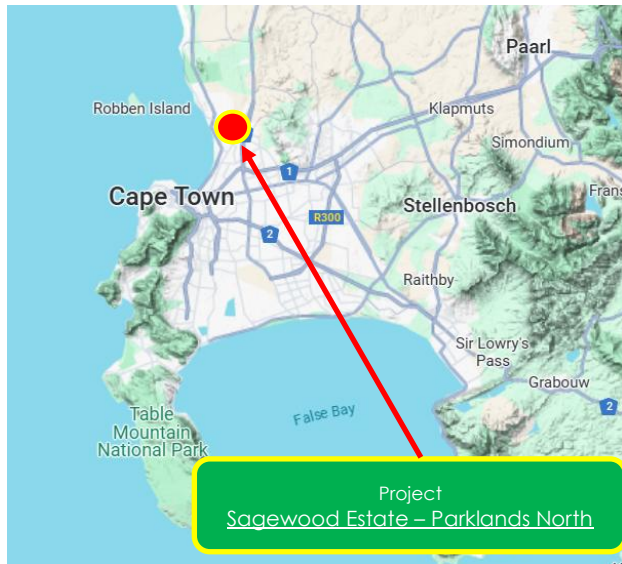 Paarl
Robben Island
Klapmuts
Simondium
1
Cape Town
Frans
Stellenbosch
R300
2
Raithby
Sir Lowry's
Pass
Grabouw
2
False Bay
Table
Mountain
National Park
Project
Sagewood Estate – Parklands North